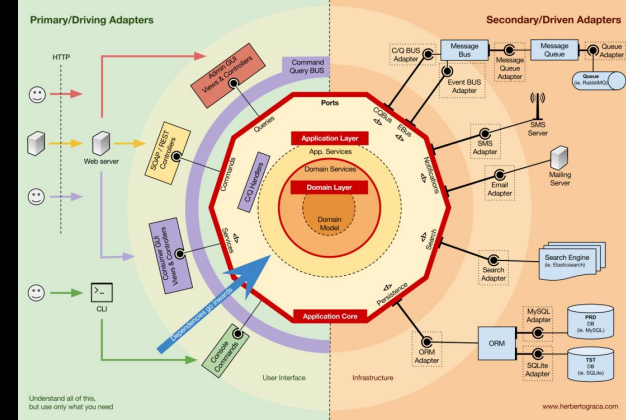 Primary/Driving Adapters
Secondary/Driven Adapters
HTTP
Web server
CLI
Admin GUI
Views & Controllers
SOAP / REST
Controllers
Consumer GUI
Views & Controllers
Console
Commands
Command
Query BUS
Queries
Commands
Services
Ports
Application Layer
App. Services
Domain Services
Domain Layer
Domain
Model
C/Q Handlers
Application Core
Dependencies go inwards
CQBus
</>
EBus
</>
Notifications
</>
Search
</>
Persistence
</>
</>
C/Q BUS
Adapter
Message
Bus
Event BUS
Adapter
Message
Queue
Adapter
Message
Queue
Queue
Adapter
Queue
(ie. RabbitMQ)
SMS
Adapter
SMS
Server
Email
Adapter
Mailing
Server
Search
Adapter
Search Engine
(ie. Elasticsearch)
ORM
Adapter
ORM
MySQL
Adapter
PRD
DB
(ie. MySQL)
SQLite
Adapter
TST
DB
(ie. SQLite)
User Interface
Infrastructure
Understand all of this,
but use only what you need
www.herbertograca.com